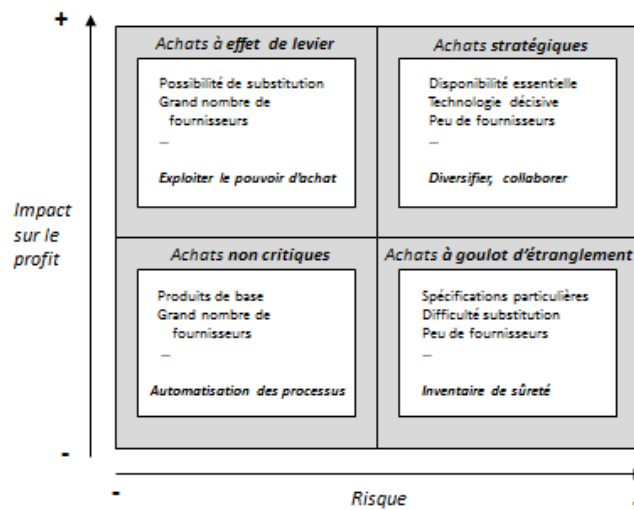 +
Achats à effet de levier
Possibilité de substitution
Grand nombre de
fournisseurs
...
Exploiter le pouvoir d'achat
Achats stratégiques
Disponibilité essentielle
Technologie décisive
Peu de fournisseurs
...
Diversifier, collaborer
Impact
sur le
profit
Achats non critiques
Produits de base
Grand nombre de
fournisseurs
...
Automatisation des processus
Achats à goulot d'étranglement
Spécifications particulières
Difficulté substitution
Peu de fournisseurs
...
Inventaire de sûreté
-
-
Risque